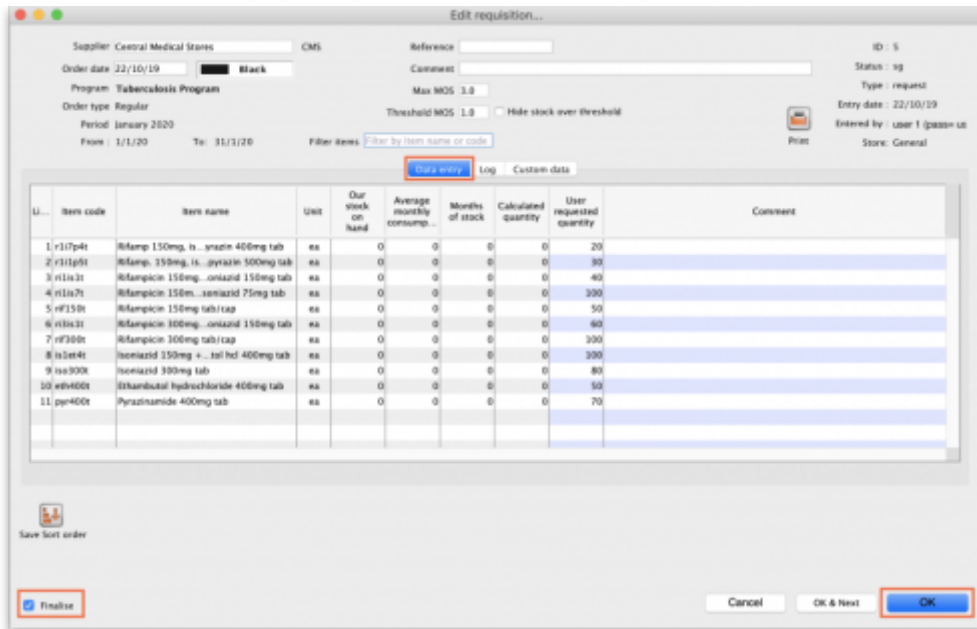 Edit requisition...
Supplier Central Medical Stores CMS Reference ID : 5
Order date 22/10/19 Black Comment Status : sg
Program Tuberculosis Program Max MOS 3.0 Type : request
Order type Regular Threshold MOS 1.0 Hide stock over threshold Entry date : 22/10/19
Period January 2020 Print Entered by : user 1 (pass= us
From : 1/1/20 To: 31/1/20 Filter items Filter by item name or code Store: General
Data entry Log Custom data
Li... Item code Item name Unit Our stock on hand Average monthly consump... Months of stock Calculated quantity User requested quantity Comment
1 r1i7p4t Rifamp 150mg, is...yrazin 400mg tab ea 0 0 0 0 20
2 r1i1p5t Rifamp. 150mg, is...pyrazin 500mg tab ea 0 0 0 0 30
3 ri1is1t Rifampicin 150mg...oniazid 150mg tab ea 0 0 0 0 40
4 ri1is7t Rifampicin 150m...soniazid 75mg tab ea 0 0 0 0 100
5 rif150t Rifampicin 150mg tab/cap ea 0 0 0 0 50
6 ri3is1t Rifampicin 300mg...oniazid 150mg tab ea 0 0 0 0 60
7 rif300t Rifampicin 300mg tab/cap ea 0 0 0 0 100
8 is1et4t Isoniazid 150mg +...tol hcl 400mg tab ea 0 0 0 0 100
9 iso300t Isoniazid 300mg tab ea 0 0 0 0 80
10 eth400t Ethambutol hydrochloride 400mg tab ea 0 0 0 0 50
11 pyr400t Pyrazinamide 400mg tab ea 0 0 0 0 70
Save Sort order
Finalise Cancel OK & Next OK